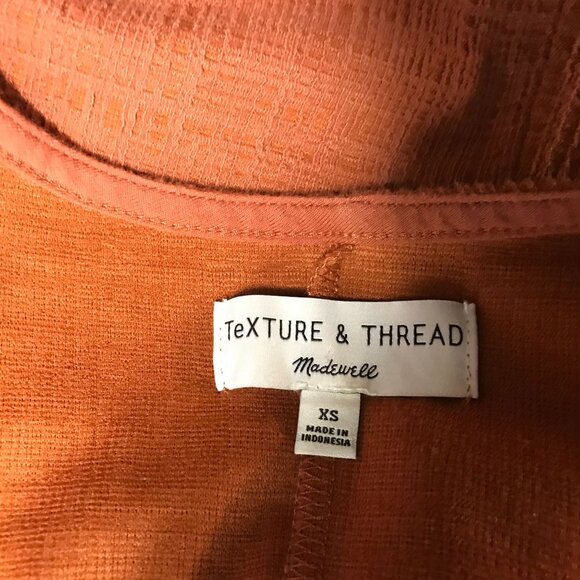 TeXTURE & THREAD
Madewell
XS
MADE IN
INDONESIA